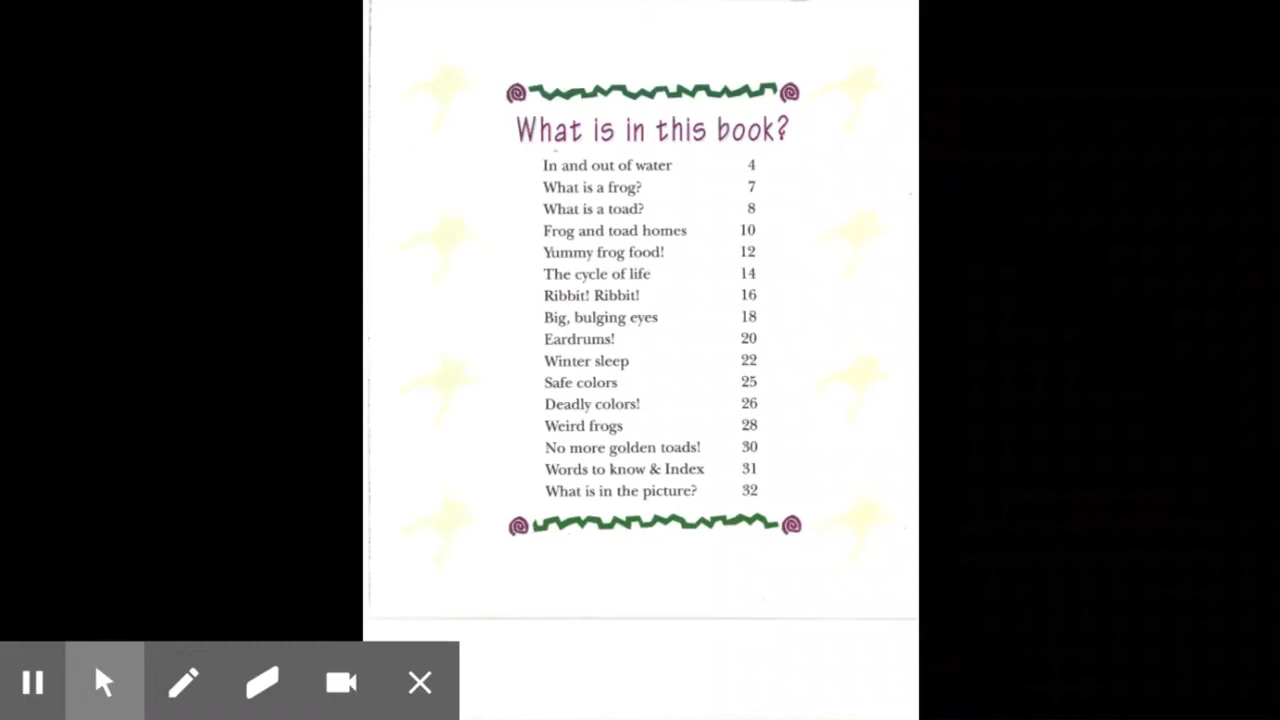 What is in this book?
In and out of water 4
What is a frog? 7
What is a toad? 8
Frog and toad homes 10
Yummy frog food! 12
The cycle of life 14
Ribbit! Ribbit! 16
Big, bulging eyes 18
Eardrums! 20
Winter sleep 22
Safe colors 25
Deadly colors! 26
Weird frogs 28
No more golden toads! 30
Words to know & Index 31
What is in the picture? 32